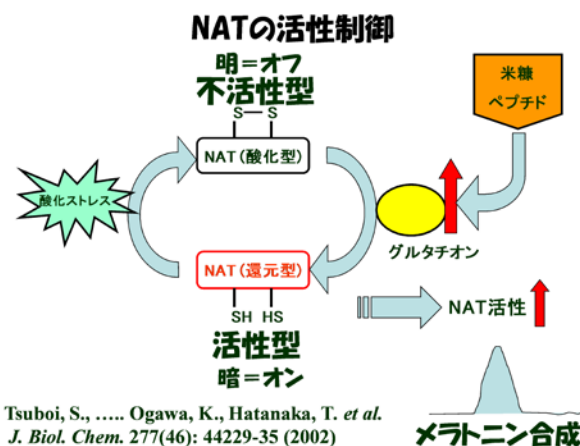 NATの活性制御
明=オフ
不活性型
S—S
NAT(酸化型)
米糠
ペプチド
酸化ストレス
グルタチオン
NAT(還元型)
SH HS
活性型
暗=オン
NAT活性
メラトニン合成
Tsuboi, S., ….. Ogawa, K., Hatanaka, T. et al.
J. Biol. Chem. 277(46): 44229-35 (2002)